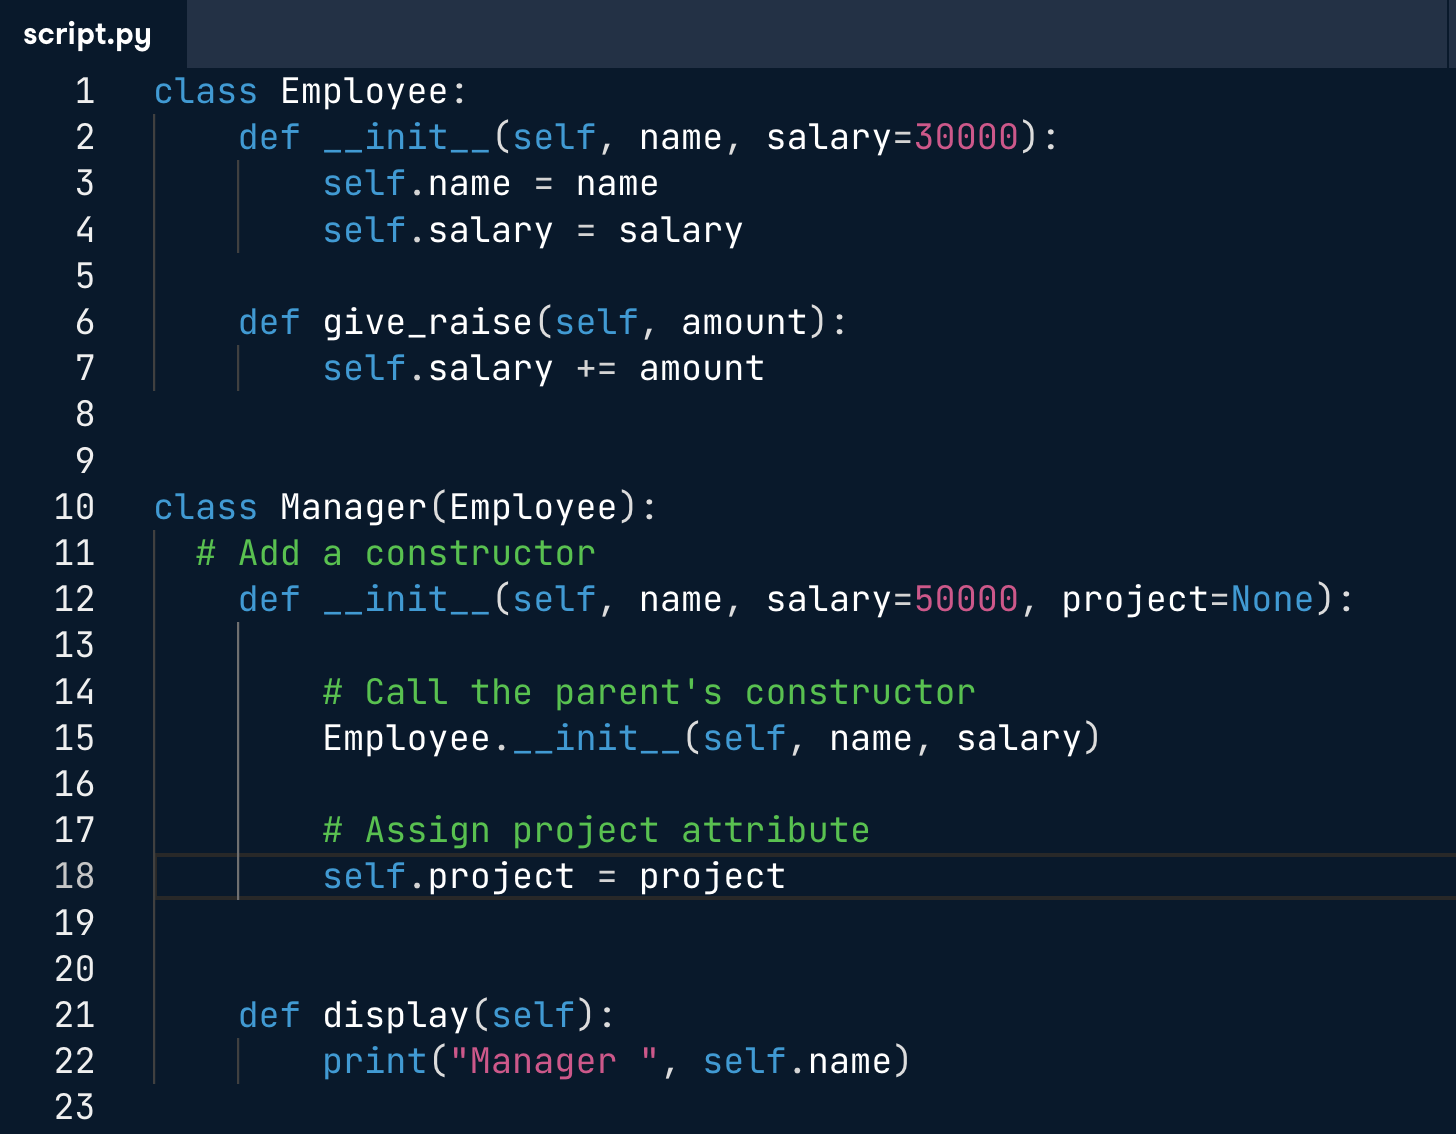 script.py
1 class Employee:
2     def __init__(self, name, salary=30000):
3         self.name = name
4         self.salary = salary
5
6     def give_raise(self, amount):
7         self.salary += amount
8
9
10 class Manager(Employee):
11   # Add a constructor
12     def __init__(self, name, salary=50000, project=None):
13
14         # Call the parent's constructor
15         Employee.__init__(self, name, salary)
16
17         # Assign project attribute
18         self.project = project
19
20
21     def display(self):
22         print("Manager ", self.name)
23